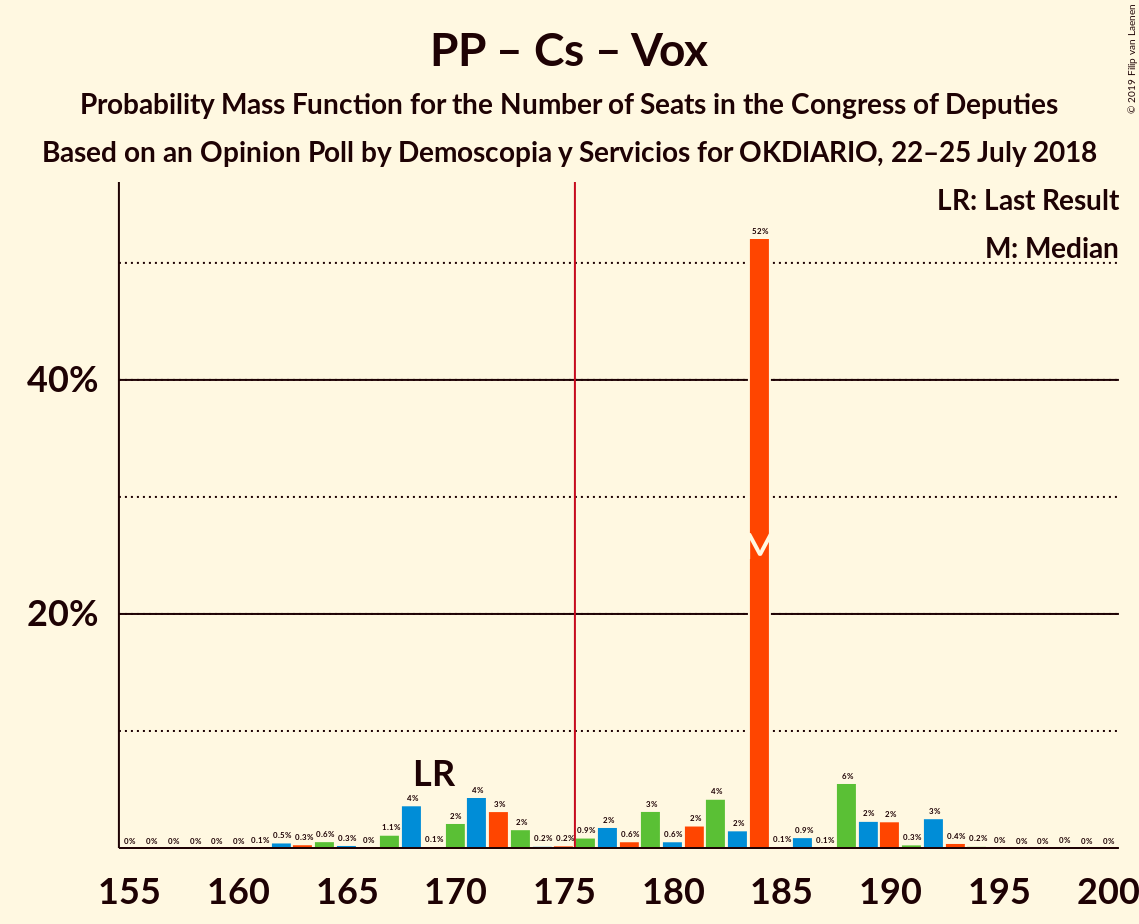 PP – Cs – Vox
Probability Mass Function for the Number of Seats in the Congress of Deputies
Based on an Opinion Poll by Demoscopia y Servicios for OKDIARIO, 22–25 July 2018
© 2019 Filip van Laenen
LR: Last Result
M: Median
40%
20%
LR
M
0% 0% 0% 0% 0% 0% 0.1% 0.5% 0.3% 0.6% 0.3% 0% 1.1% 4% 0.1% 2% 4% 3% 2% 0.2% 0.2% 0.9% 2% 0.6% 3% 0.6% 2% 4% 2% 52% 0.1% 0.9% 0.1% 6% 2% 2% 0.3% 3% 0.4% 0.2% 0% 0% 0% 0% 0% 0%
155 160 165 170 175 180 185 190 195 200